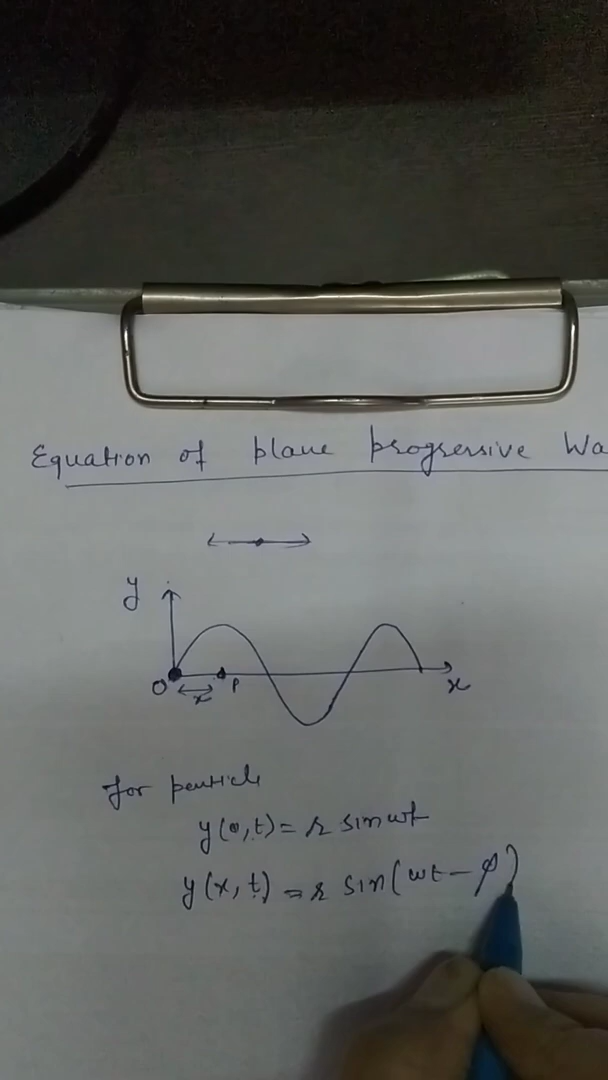 Equation of plane progressive Wa
y
O x P x
for particle
y(0,t) = r sin ωt
y(x,t) = r sin(ωt - φ)